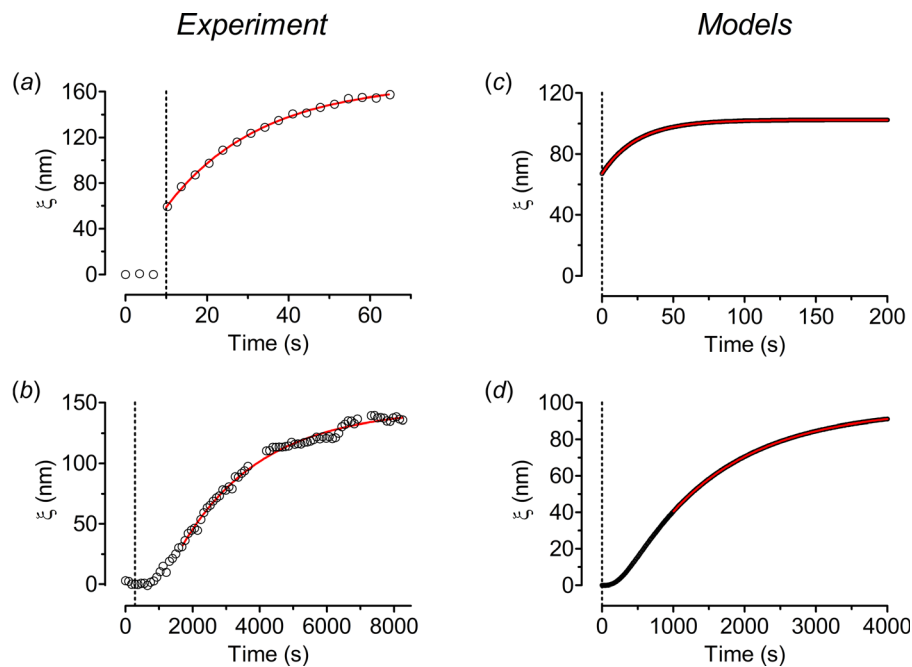 Experiment
Models
(a)
160
120
80
40
0
ξ (nm)
0 20 40 60
Time (s)
(c)
120
80
40
0
ξ (nm)
0 50 100 150 200
Time (s)
(b)
150
100
50
0
ξ (nm)
0 2000 4000 6000 8000
Time (s)
(d)
100
80
60
40
20
0
ξ (nm)
0 1000 2000 3000 4000
Time (s)